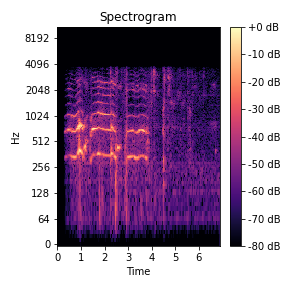 Spectrogram
+0 dB
8192
-10 dB
4096
-20 dB
2048
-30 dB
1024
Hz
512
-40 dB
256
-50 dB
128
-60 dB
64
-70 dB
0
-80 dB
0 1 2 3 4 5 6
Time